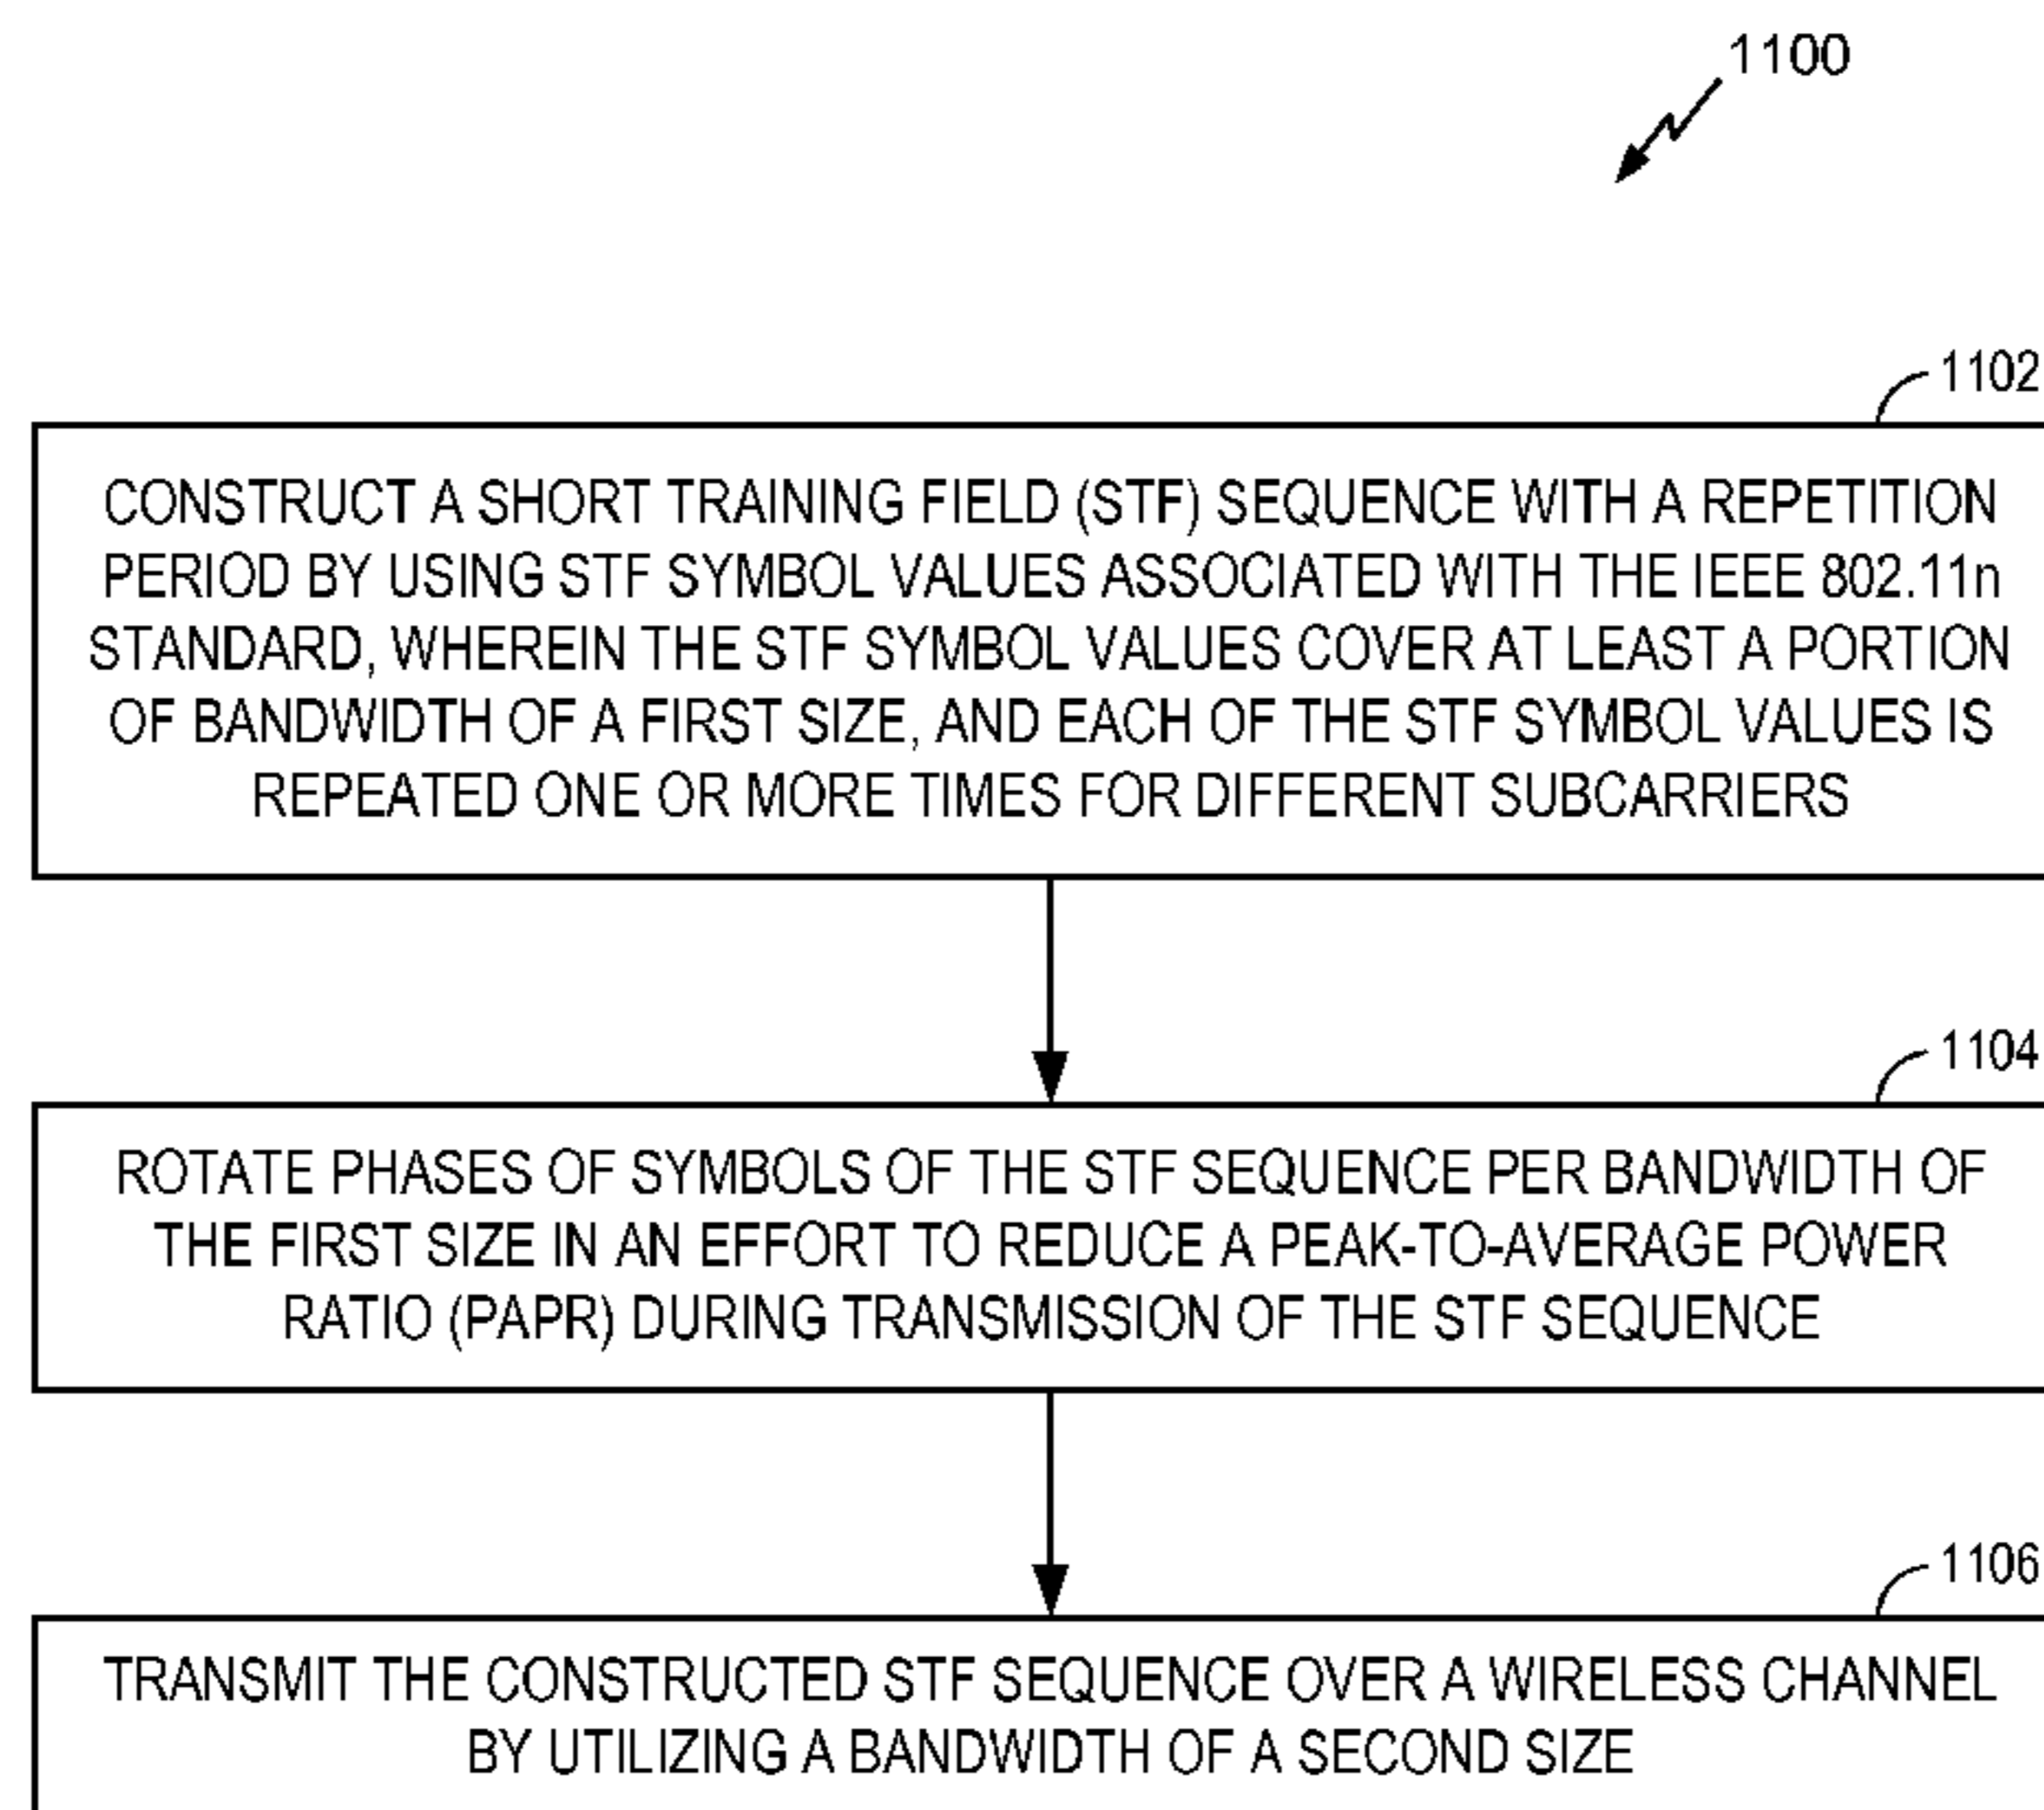 1100
1102
CONSTRUCT A SHORT TRAINING FIELD (STF) SEQUENCE WITH A REPETITION
PERIOD BY USING STF SYMBOL VALUES ASSOCIATED WITH THE IEEE 802.11n
STANDARD, WHEREIN THE STF SYMBOL VALUES COVER AT LEAST A PORTION
OF BANDWIDTH OF A FIRST SIZE, AND EACH OF THE STF SYMBOL VALUES IS
REPEATED ONE OR MORE TIMES FOR DIFFERENT SUBCARRIERS
1104
ROTATE PHASES OF SYMBOLS OF THE STF SEQUENCE PER BANDWIDTH OF
THE FIRST SIZE IN AN EFFORT TO REDUCE A PEAK-TO-AVERAGE POWER
RATIO (PAPR) DURING TRANSMISSION OF THE STF SEQUENCE
1106
TRANSMIT THE CONSTRUCTED STF SEQUENCE OVER A WIRELESS CHANNEL
BY UTILIZING A BANDWIDTH OF A SECOND SIZE